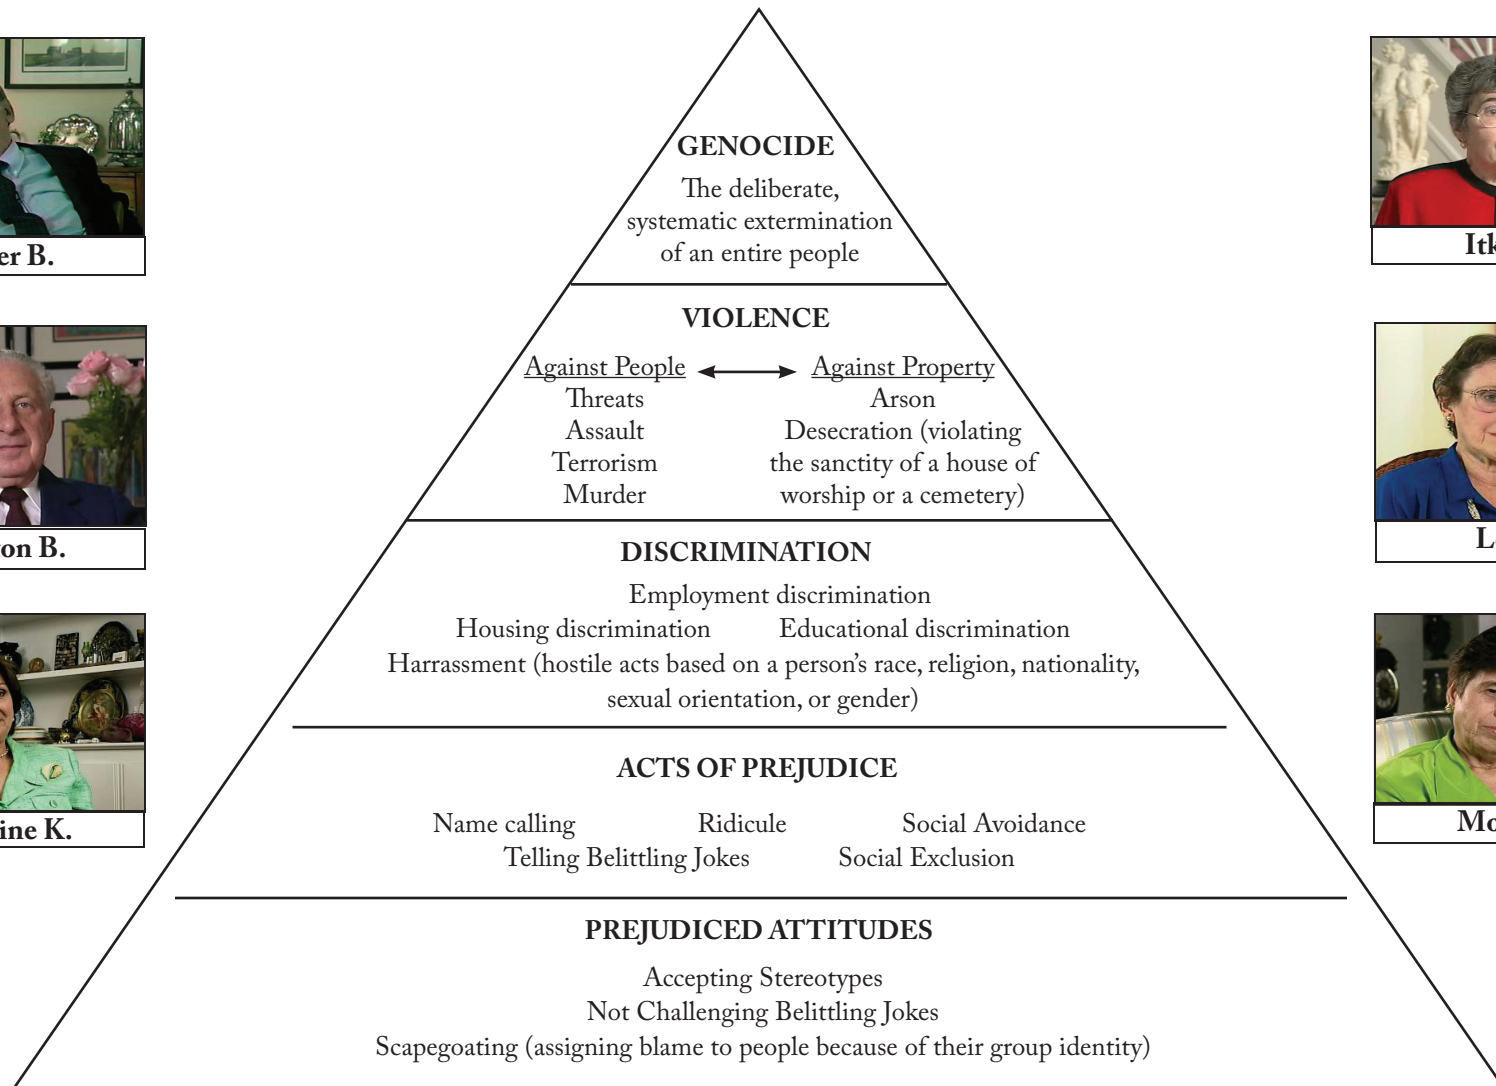 GENOCIDE
The deliberate,
systematic extermination
of an entire people
er B.
Itk
VIOLENCE
Against People Against Property
Threats Arson
Assault Desecration (violating
Terrorism the sanctity of a house of
Murder worship or a cemetery)
on B.
L
DISCRIMINATION
Employment discrimination
Housing discrimination Educational discrimination
Harrassment (hostile acts based on a person's race, religion, nationality,
sexual orientation, or gender)
ACTS OF PREJUDICE
Name calling Ridicule Social Avoidance
Telling Belittling Jokes Social Exclusion
ine K.
Mo
PREJUDICED ATTITUDES
Accepting Stereotypes
Not Challenging Belittling Jokes
Scapegoating (assigning blame to people because of their group identity)